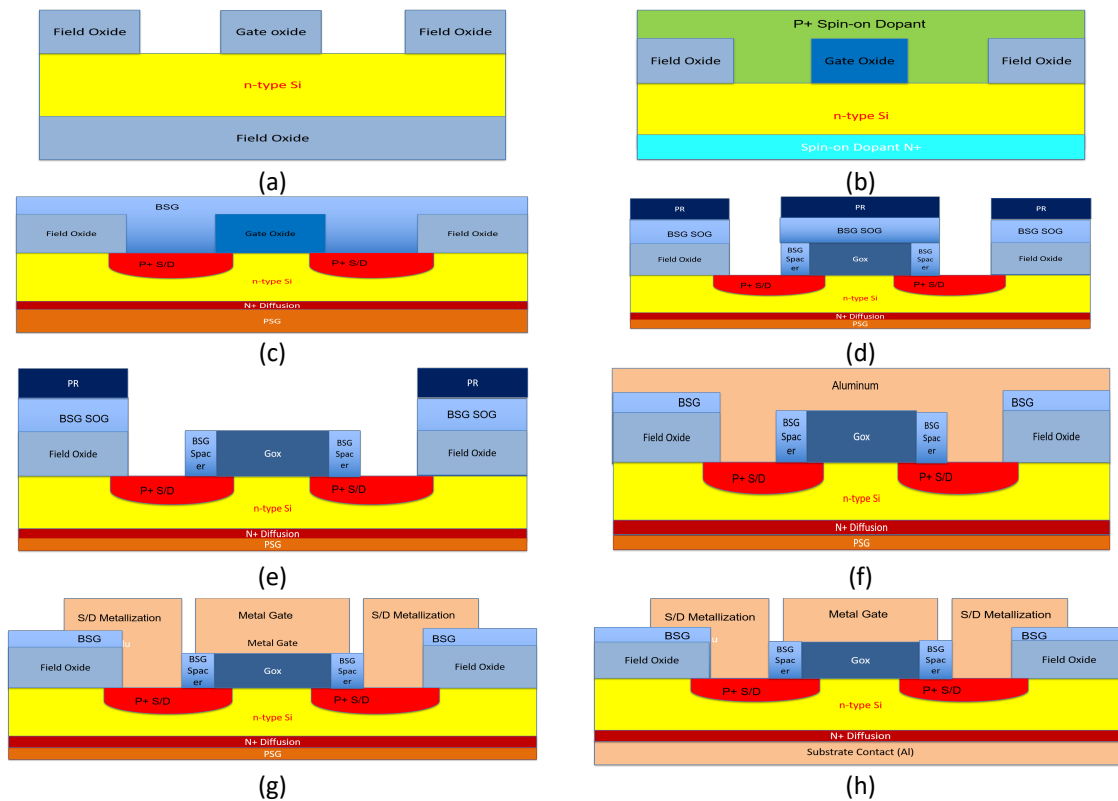 Field Oxide Gate oxide Field Oxide
n-type Si
Field Oxide
(a)
P+ Spin-on Dopant
Field Oxide Gate Oxide Field Oxide
n-type Si
Spin-on Dopant N+
(b)
BSG
Field Oxide Gate Oxide Field Oxide
P+ S/D P+ S/D
n-type Si
N+ Diffusion
PSG
(c)
PR PR PR
BSG SOG BSG SOG BSG SOG
Field Oxide BSG Gox BSG Field Oxide
Spac Spac
er er
P+ S/D P+ S/D
n-type Si
N+ Diffusion
PSG
(d)
PR PR
BSG SOG BSG SOG
Field Oxide BSG Gox BSG Field Oxide
Spac Spac
er er
P+ S/D P+ S/D
n-type Si
N+ Diffusion
PSG
(e)
Aluminum
BSG BSG
Field Oxide BSG Gox BSG Field Oxide
Spac Spac
er er
P+ S/D P+ S/D
n-type Si
N+ Diffusion
PSG
(f)
S/D Metallization Metal Gate S/D Metallization
BSG Metal Gate BSG
Field Oxide BSG Gox BSG Field Oxide
Spac Spac
er er
P+ S/D P+ S/D
n-type Si
N+ Diffusion
PSG
(g)
S/D Metallization Metal Gate S/D Metallization
BSG BSG
Field Oxide BSG Gox BSG Field Oxide
Spac Spac
er er
P+ S/D P+ S/D
n-type Si
N+ Diffusion
Substrate Contact (Al)
(h)